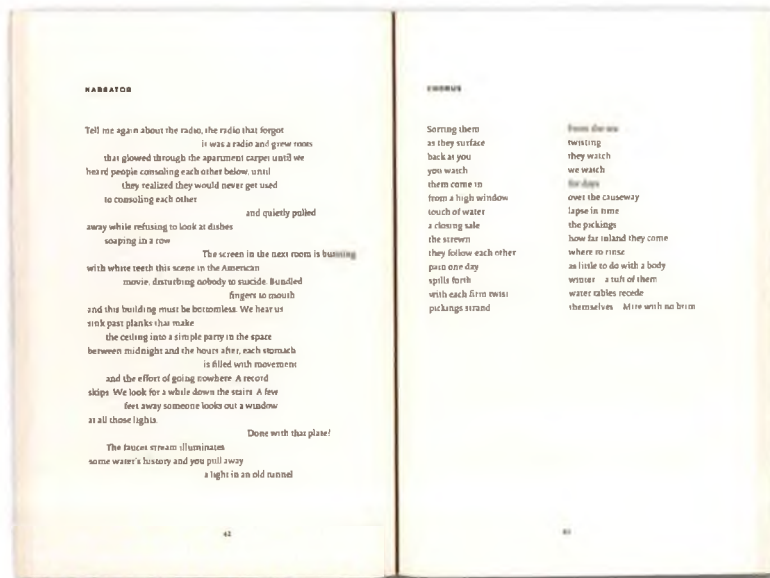 NARRATOR
Tell me again about the radio, the radio that forgot
it was a radio and grew roots
that glowed through the apartment carpet until we
heard people consoling each other below, until
they realized they would never get used
to consoling each other
and quietly pulled
away while refusing to look at dishes
soaping in a row
The screen in the next room is
with white teeth this scene in the American
movie, disturbing nobody to suicide. Bundled
fingers to mouth
and this building must be bottomless. We hear us
sink past planks that make
the ceiling into a simple party in the space
between midnight and the hours after, each stomach
is filled with movement
and the effort of going nowhere. A record
skips. We look for a while down the stairs. A few
feet away someone looks out a window
at all those lights.
Done with that plate?
The faucet stream illuminates
some water's history and you pull away
a light in an old tunnel
42
CHORUS
Sorting them
as they surface
back at you
you watch
them come in
from a high window
touch of water
a closing sale
the strewn
they follow each other
pain one day
spills forth
with each firm twist
pickings strand
twisting
they watch
we watch
over the causeway
lapse in time
the pickings
how far inland they come
where to rinse
as little to do with a body
winter a tuft of them
water tables recede
themselves Mire with no brim